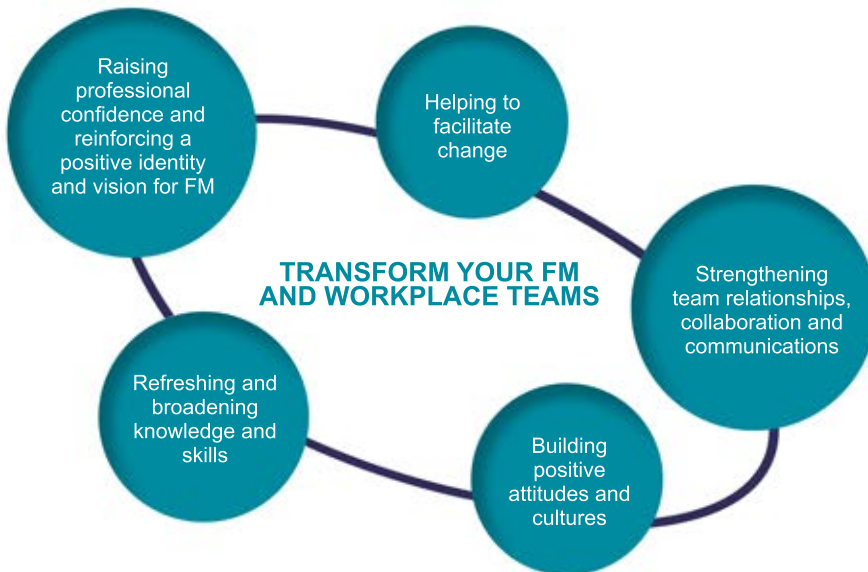 Raising
professional
confidence and
reinforcing a
positive identity
and vision for FM
Helping to
facilitate
change
TRANSFORM YOUR FM
AND WORKPLACE TEAMS
Strengthening
team relationships,
collaboration and
communications
Refreshing and
broadening
knowledge and
skills
Building
positive
attitudes and
cultures